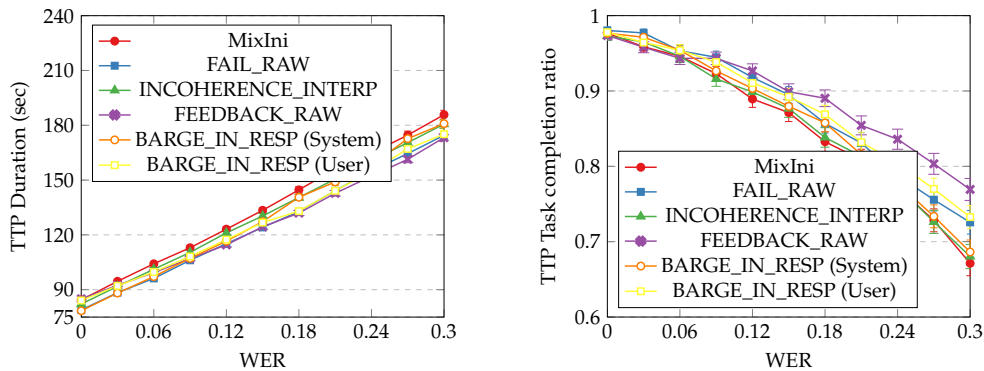 240
210
180
150
120
90
75
TTP Duration (sec)
0
0.06
0.12
0.18
0.24
0.3
WER
MixIni
FAIL_RAW
INCOHERENCE_INTERP
FEEDBACK_RAW
BARGE_IN_RESP (System)
BARGE_IN_RESP (User)
1
0.9
0.8
0.7
0.6
TTP Task completion ratio
0
0.06
0.12
0.18
0.24
0.3
WER
MixIni
FAIL_RAW
INCOHERENCE_INTERP
FEEDBACK_RAW
BARGE_IN_RESP (System)
BARGE_IN_RESP (User)